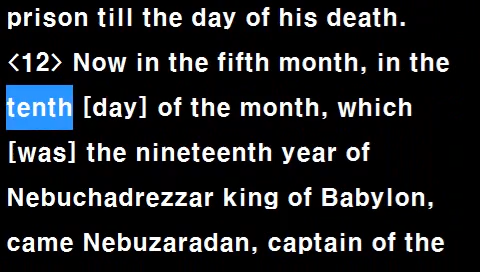 prison till the day of his death.
<12> Now in the fifth month, in the
tenth [day] of the month, which
[was] the nineteenth year of
Nebuchadrezzar king of Babylon,
came Nebuzaradan, captain of the